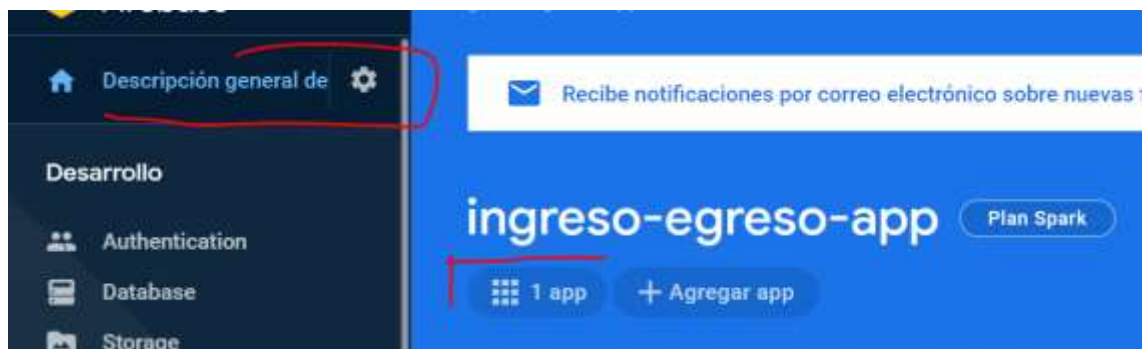 Descripción general de
Recibe notificaciones por correo electrónico sobre nuevas
Desarrollo
ingreso-egreso-app Plan Spark
Authentication
1 app + Agregar app
Database
Storage